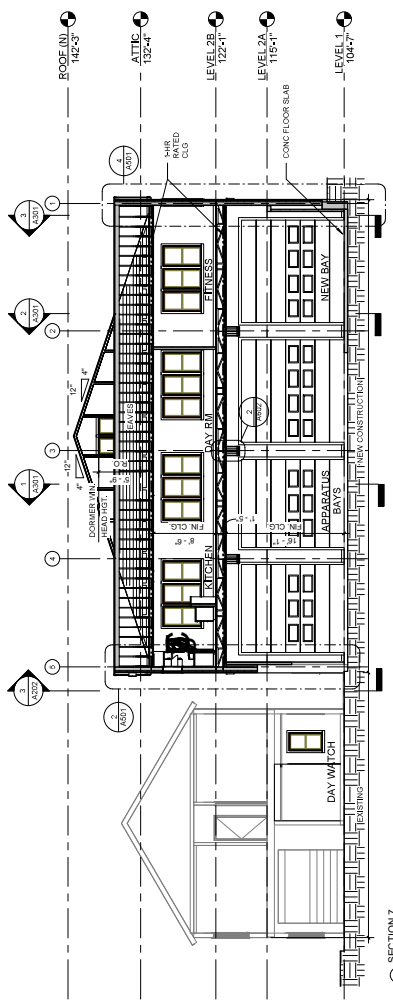 ROOF (N)
142'-3"
ATTIC
132'-4"
LEVEL 2B
122'-1"
LEVEL 2A
115'-1"
LEVEL 1
104'-7"
4
A501
1-HR
RATED
CLG
CONC FLOOR SLAB
3
A301
1
2
A301
2
3
1
A301
4
5
3
A202
2
A501
12"
4"
12"
4"
DORMER WIN.
HEAD HGT.
5' - 9"
R.O.
EAVES
KITCHEN
8' - 6"
FIN CLG.
DAY RM
FITNESS
2
A602
1' - 5"
16' - 1"
FIN CLG
APPARATUS
BAYS
NEW BAY
DAY WATCH
EXISTING
NEW CONSTRUCTION
SECTION 7